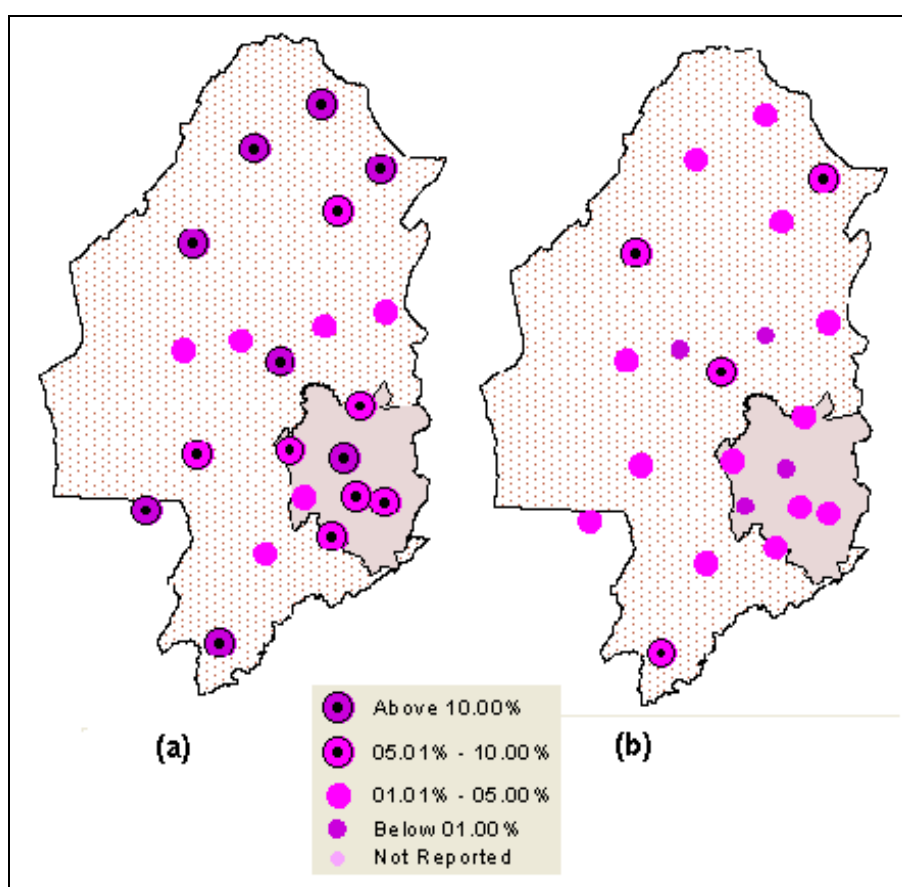 Above 10.00%
(a)
05.01% - 10.00%
(b)
01.01% - 05.00%
Below 01.00%
Not Reported